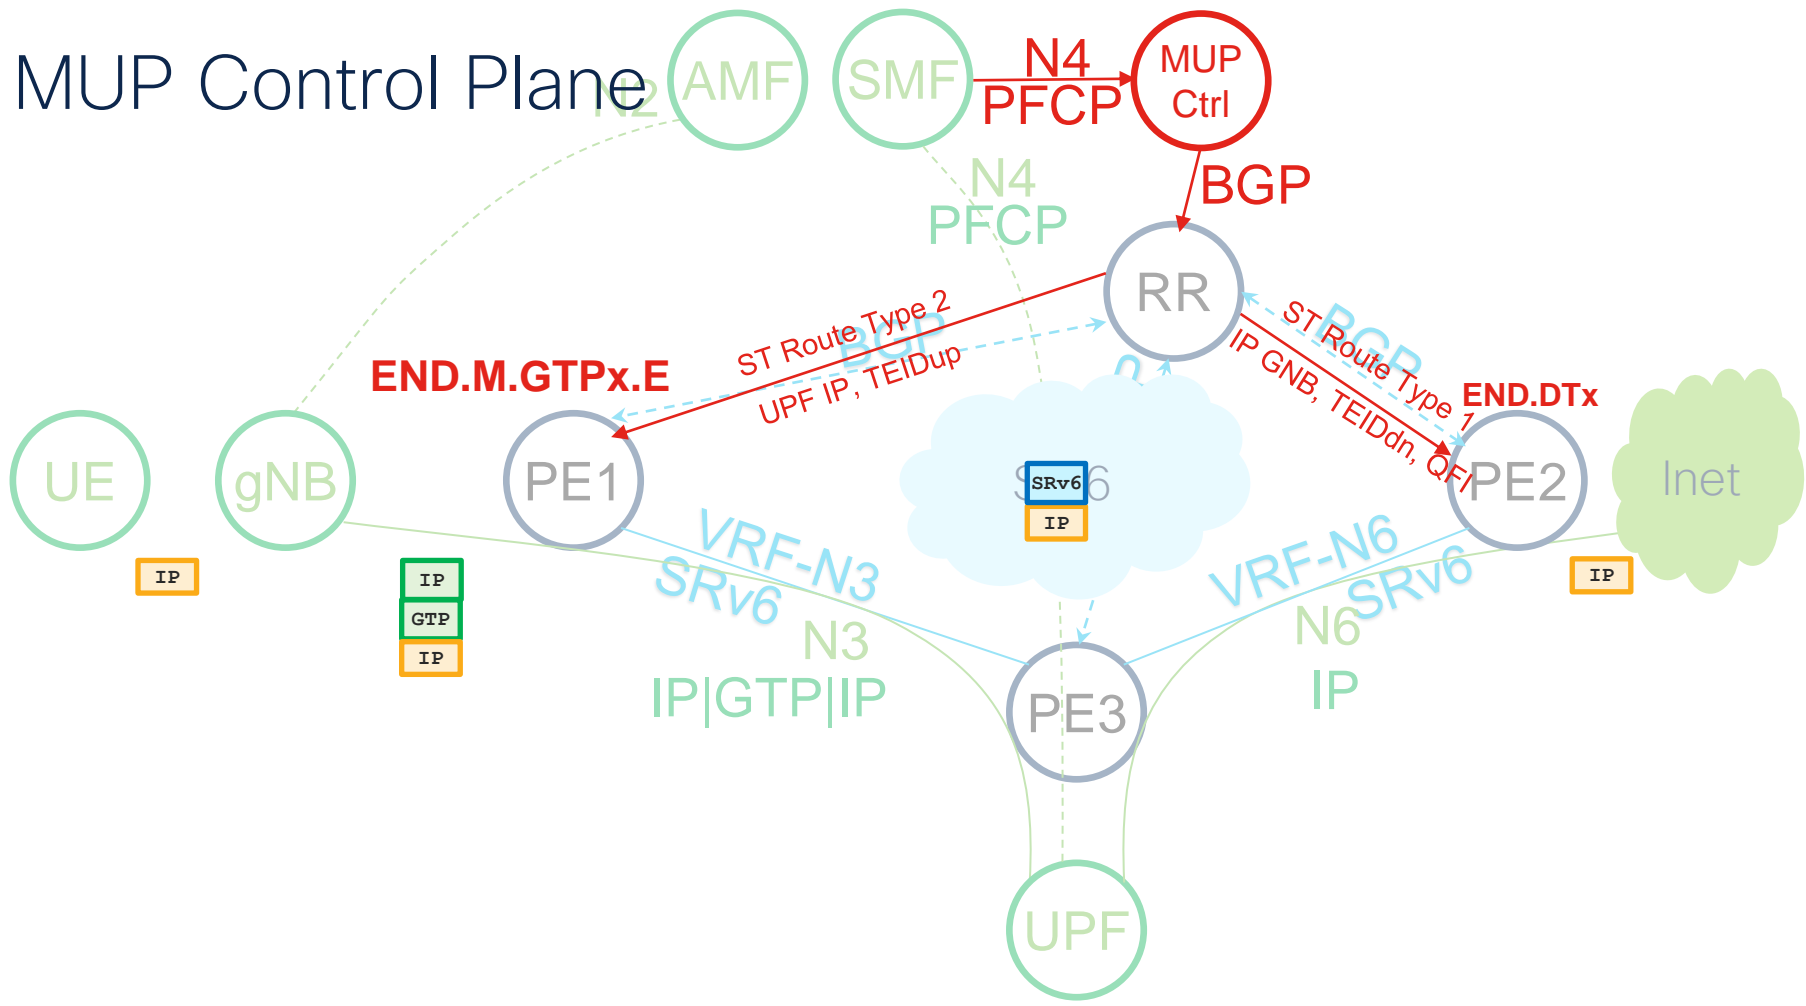 MUP Control Plane
N2
AMF
SMF
N4
PFCP
MUP
Ctrl
BGP
N4
PFCP
RR
ST Route Type 2
BGP
UPF IP, TEIDup
BGP
ST Route Type 1
IP GNB, TEIDdn, QFI
END.M.GTPx.E
END.DTx
UE
gNB
PE1
SRv6
IP
PE2
Inet
IP
IP
GTP
IP
IP
VRF-N3
SRv6
VRF-N6
SRv6
N3
IP|GTP|IP
N6
IP
PE3
UPF